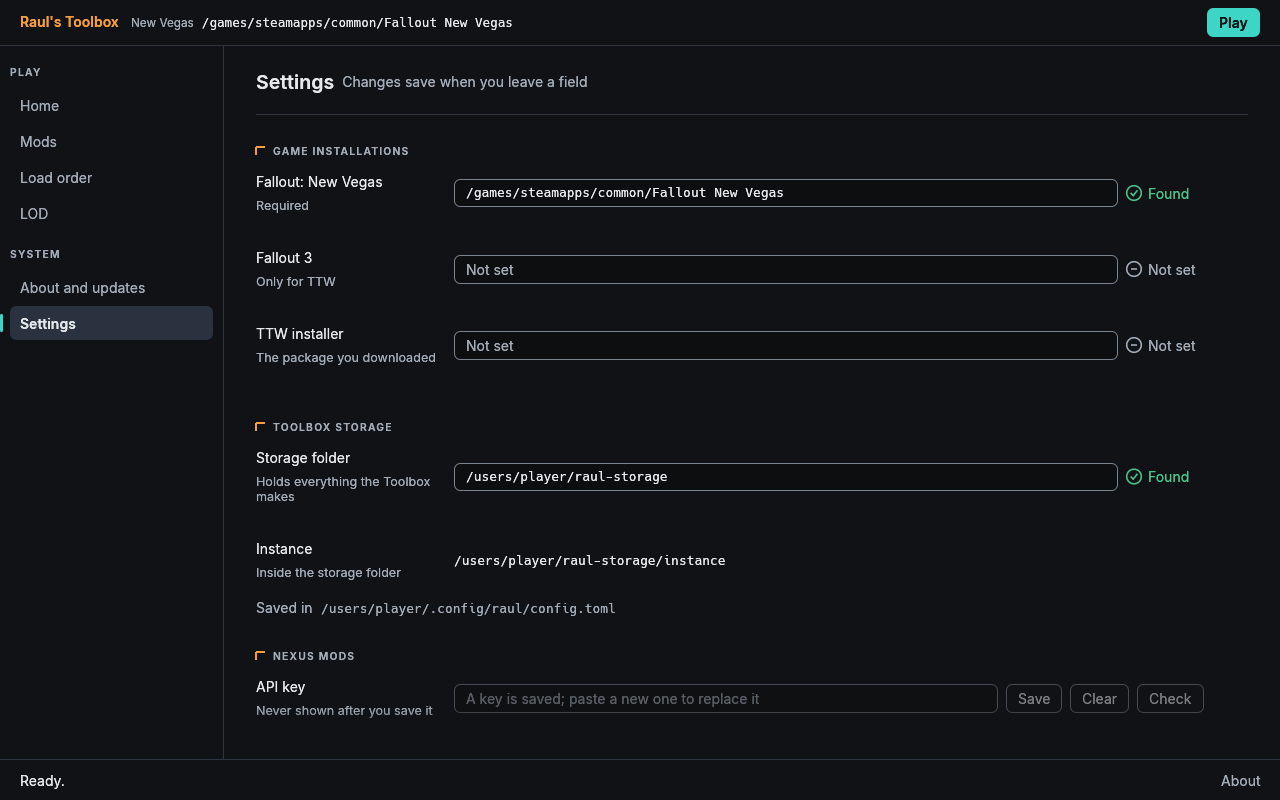 Raul's Toolbox New Vegas /games/steamapps/common/Fallout New Vegas Play
PLAY
Home
Mods
Load order
LOD
SYSTEM
About and updates
Settings
Settings Changes save when you leave a field
GAME INSTALLATIONS
Fallout: New Vegas
Required
/games/steamapps/common/Fallout New Vegas Found
Fallout 3
Only for TTW
Not set Not set
TTW installer
The package you downloaded
Not set Not set
TOOLBOX STORAGE
Storage folder
Holds everything the Toolbox
makes
/users/player/raul-storage Found
Instance
Inside the storage folder
/users/player/raul-storage/instance
Saved in /users/player/.config/raul/config.toml
NEXUS MODS
API key
Never shown after you save it
A key is saved; paste a new one to replace it Save Clear Check
Ready. About